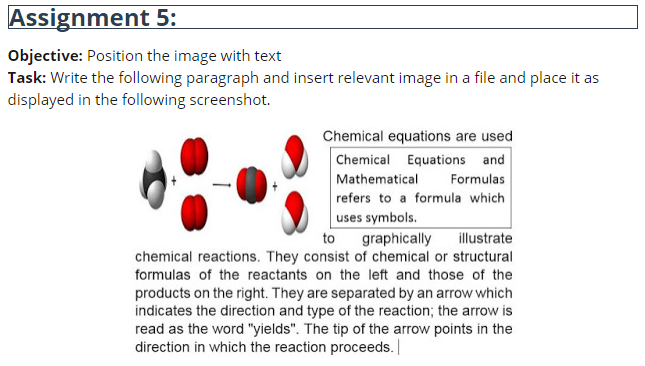 Assignment 5:
Objective: Position the image with text
Task: Write the following paragraph and insert relevant image in a file and place it as
displayed in the following screenshot.
Chemical equations are used
Chemical Equations and
Mathematical Formulas
refers to a formula which
uses symbols.
to graphically illustrate
chemical reactions. They consist of chemical or structural
formulas of the reactants on the left and those of the
products on the right. They are separated by an arrow which
indicates the direction and type of the reaction; the arrow is
read as the word "yields". The tip of the arrow points in the
direction in which the reaction proceeds.